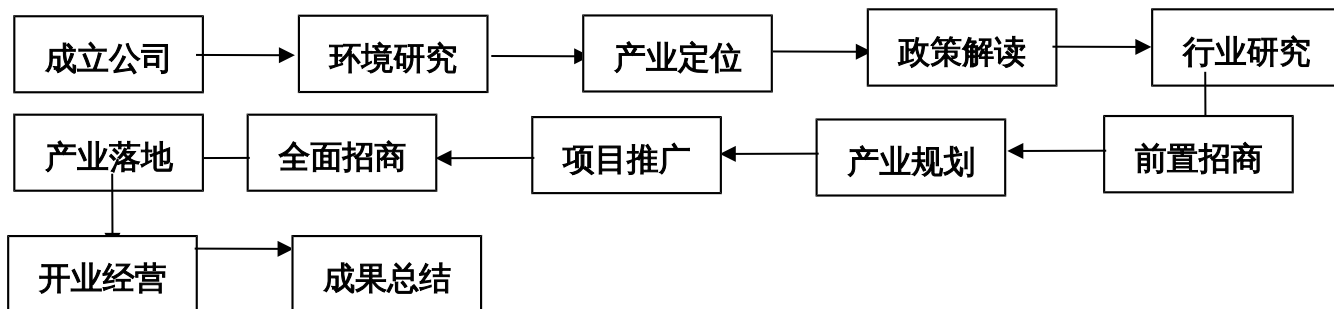 成立公司 环境研究 产业定位 政策解读 行业研究
产业落地 全面招商 项目推广 产业规划 前置招商
开业经营 成果总结